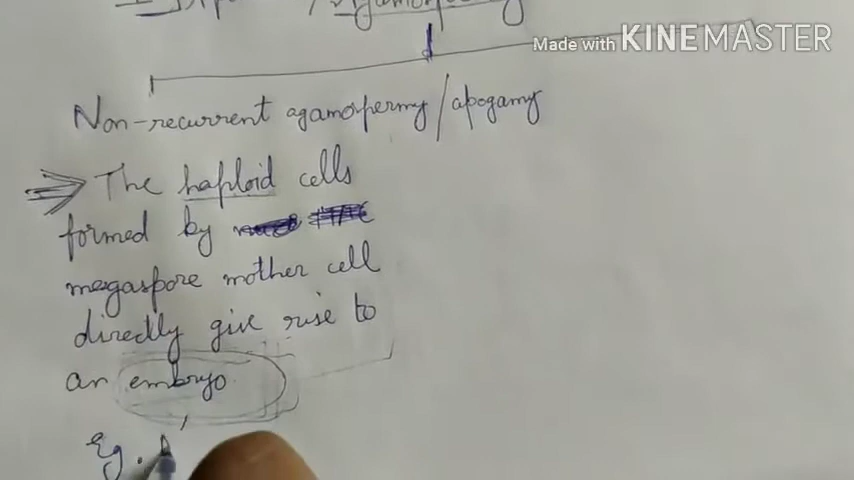 Agamospermy
Made with KINEMASTER
Non-recurrent agamospermy/apogamy
The haploid cells
formed by
megaspore mother cell
directly give rise to
an embryo
Eg.